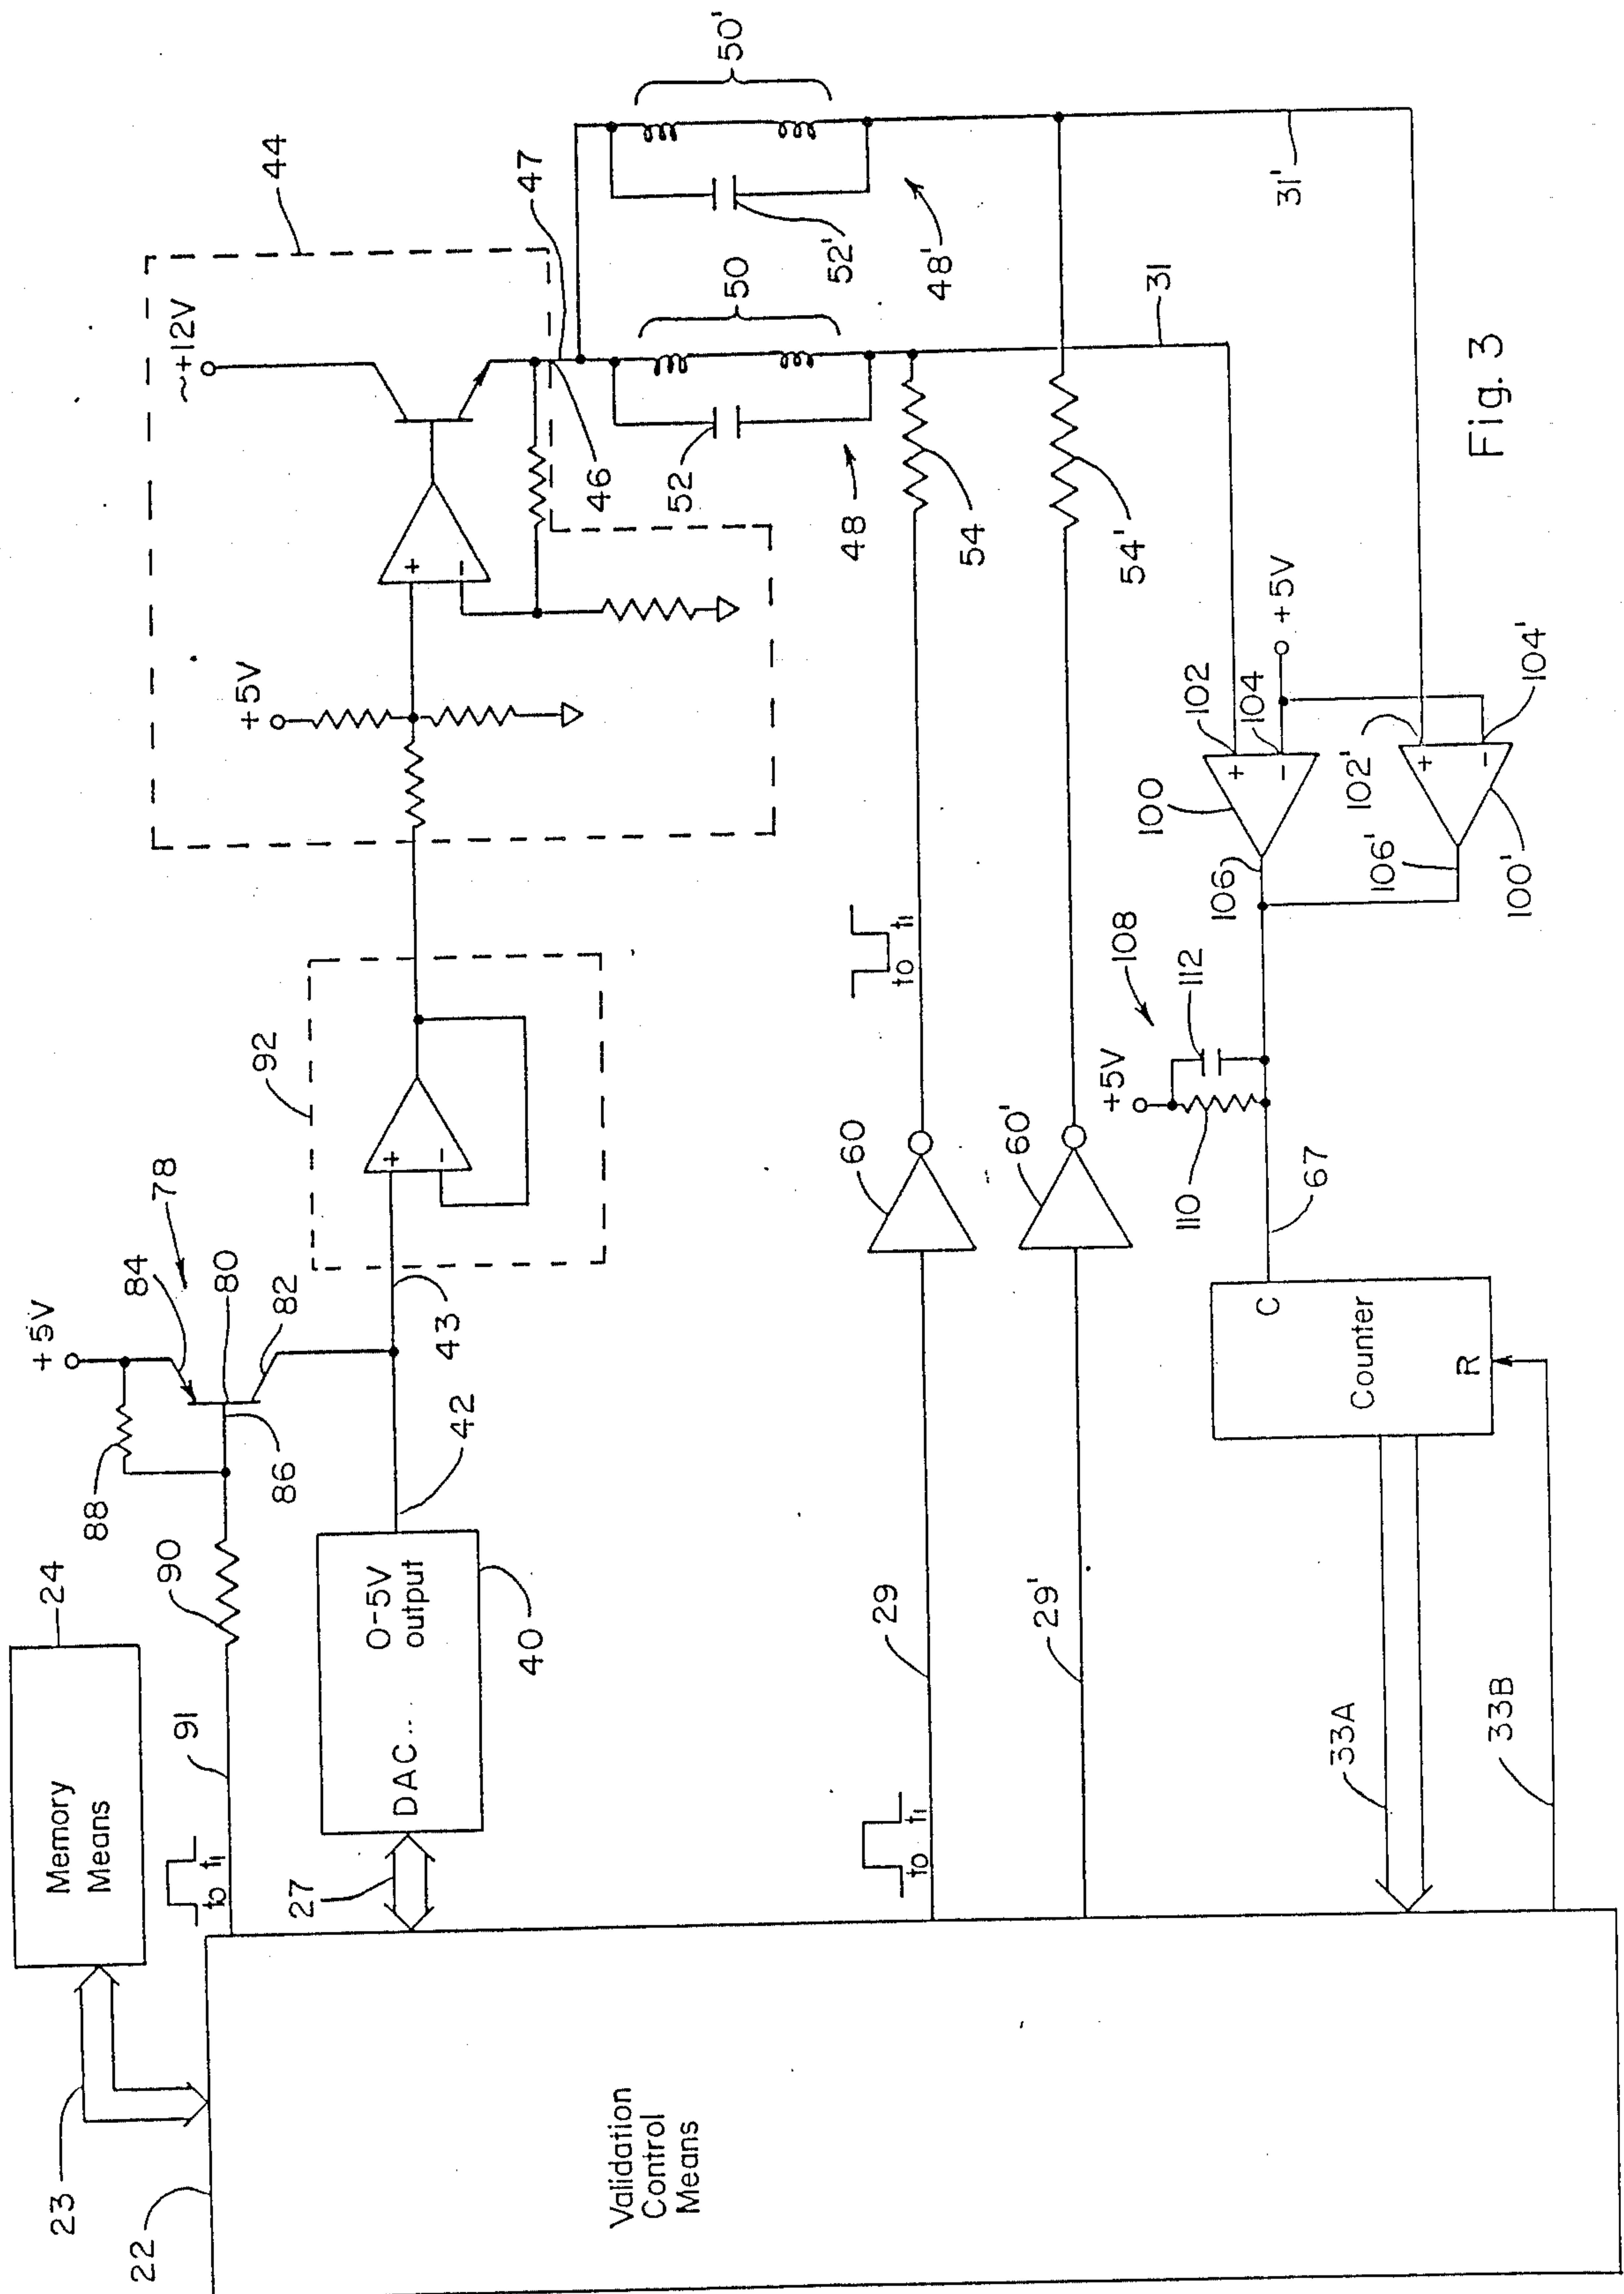 Fig. 3
44
~+12V
47
50'
52'
48'
31'
+5V
46
52
50
48
54
54'
31
92
+5V
84
78
80
82
86
88
90
43
42
24
Memory
Means
91
to t1
23
22
27
DAC..
0-5V
output
40
Validation
Control
Means
29
to t1
29'
60
to t1
60'
+5V
102
104
100
102'
104'
106
106'
100'
108
+5V
112
110
67
C
Counter
R
33A
33B
+
-
+
-
+
-
+
-